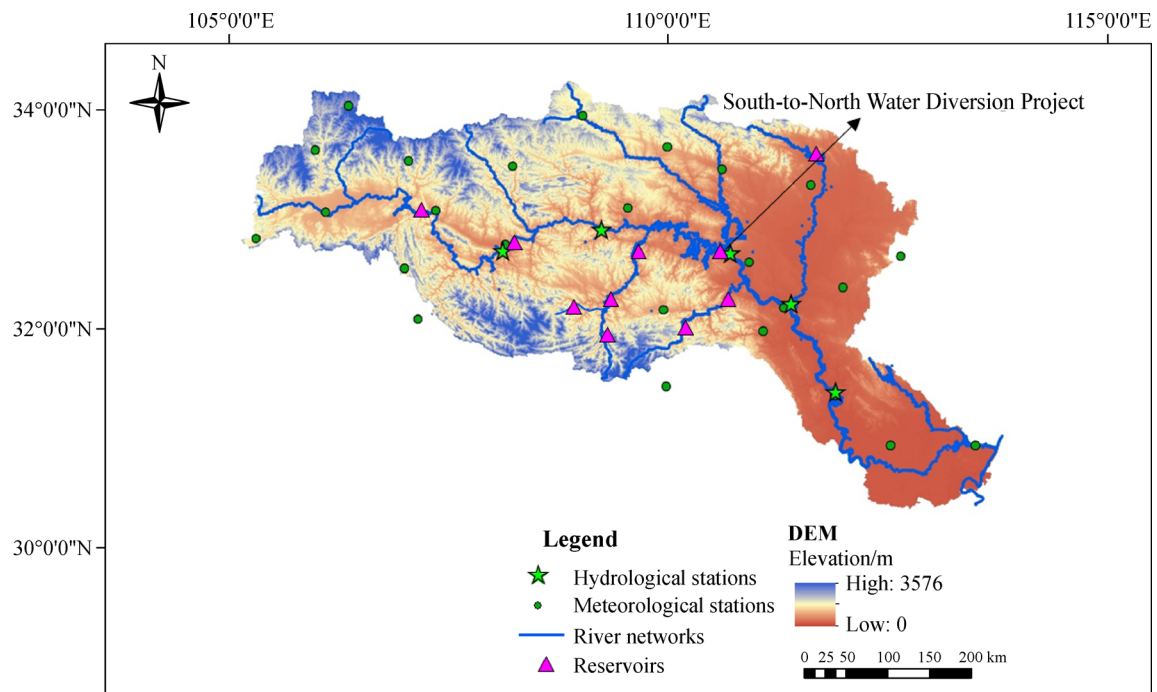 105°0'0"E
110°0'0"E
115°0'0"E
N
34°0'0"N
South-to-North Water Diversion Project
32°0'0"N
30°0'0"N
Legend
Hydrological stations
Meteorological stations
River networks
Reservoirs
DEM
Elevation/m
High: 3576
Low: 0
0 25 50 100 150 200 km